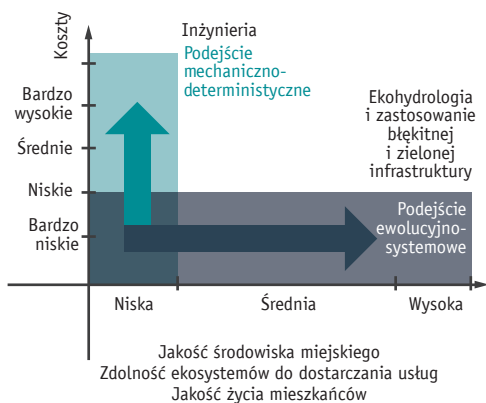 Koszty
Inżynieria
Podejście
mechaniczno-
deterministyczne
Bardzo
wysokie
Średnie
Niskie
Bardzo
niskie
Ekohydrologia
i zastosowanie
błękitnej
i zielonej
infrastruktury
Podejście
ewolucyjno-
systemowe
Niska
Średnia
Wysoka
Jakość środowiska miejskiego
Zdolność ekosystemów do dostarczania usług
Jakość życia mieszkańców